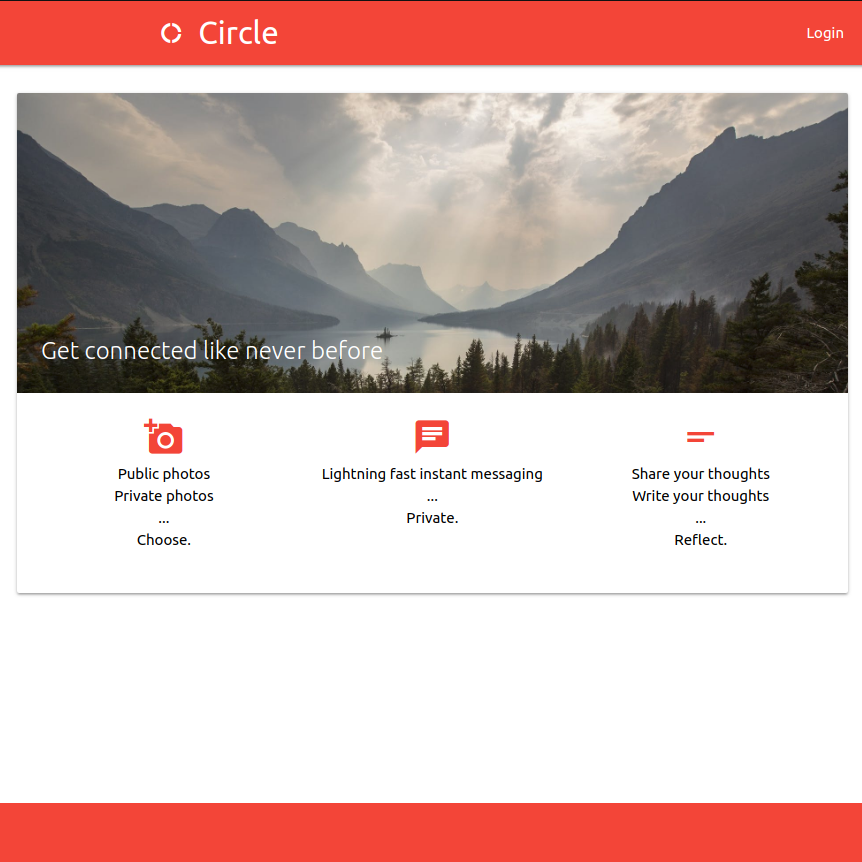 Circle
Login
Get connected like never before
Public photos
Private photos
...
Choose.
Lightning fast instant messaging
...
Private.
Share your thoughts
Write your thoughts
...
Reflect.